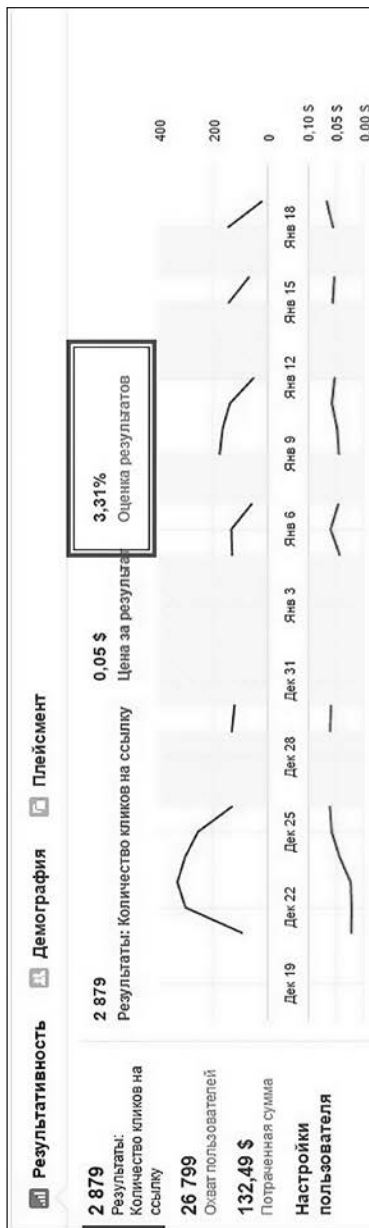 Результативность
Демография
Плейсмент
2 879
Результаты:
Количество кликов на
ссылку
26 799
Охват пользователей
132,49 $
Потраченная сумма
Настройки
пользователя
2 879
Результаты: Количество кликов на ссылку
0,05 $
Цена за результат
3,31%
Оценка результатов
400
200
0
Дек 19
Дек 22
Дек 25
Дек 28
Дек 31
Янв 3
Янв 6
Янв 9
Янв 12
Янв 15
Янв 18
0,10 $
0,05 $
0,00 $